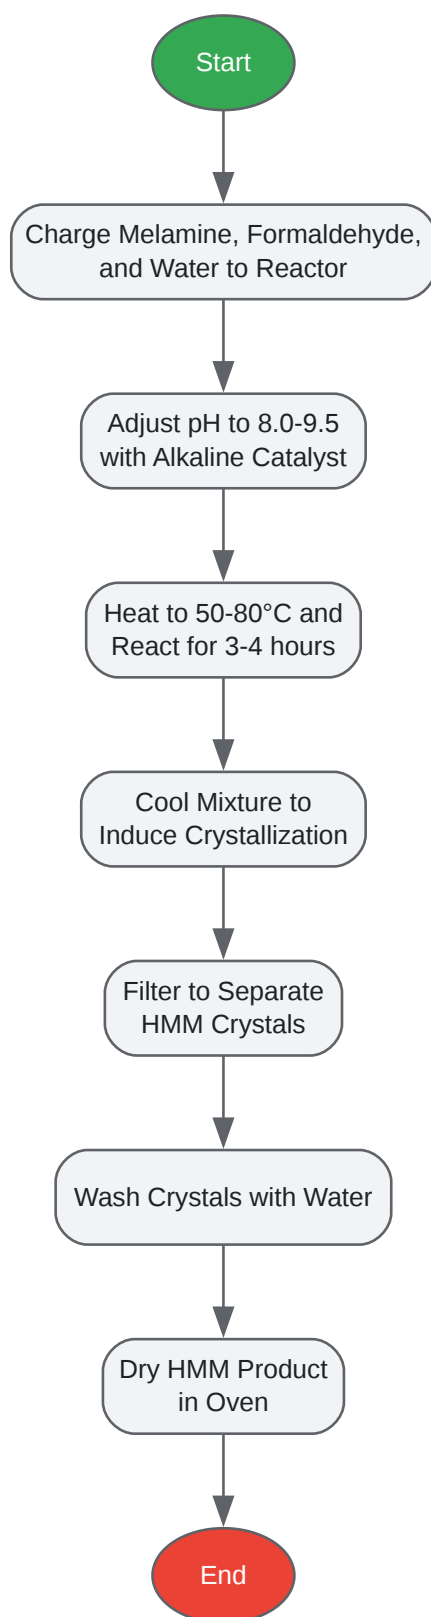 Start
Charge Melamine, Formaldehyde,
and Water to Reactor
Adjust pH to 8.0-9.5
with Alkaline Catalyst
Heat to 50-80°C and
React for 3-4 hours
Cool Mixture to
Induce Crystallization
Filter to Separate
HMM Crystals
Wash Crystals with Water
Dry HMM Product
in Oven
End